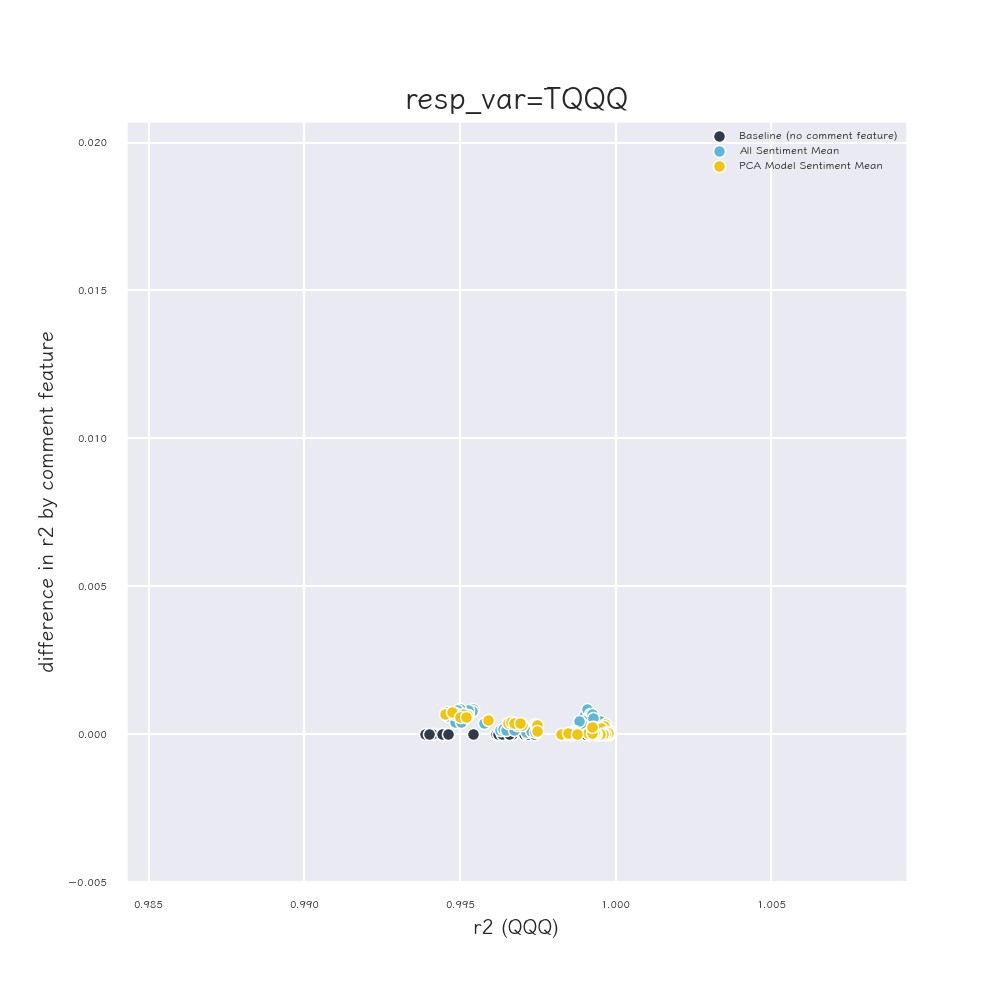 resp_var=TQQQ
Baseline (no comment feature)
All Sentiment Mean
PCA Model Sentiment Mean
0.020
0.015
0.010
0.005
0.000
−0.005
difference in r2 by comment feature
0.985
0.990
0.995
1.000
1.005
r2 (QQQ)